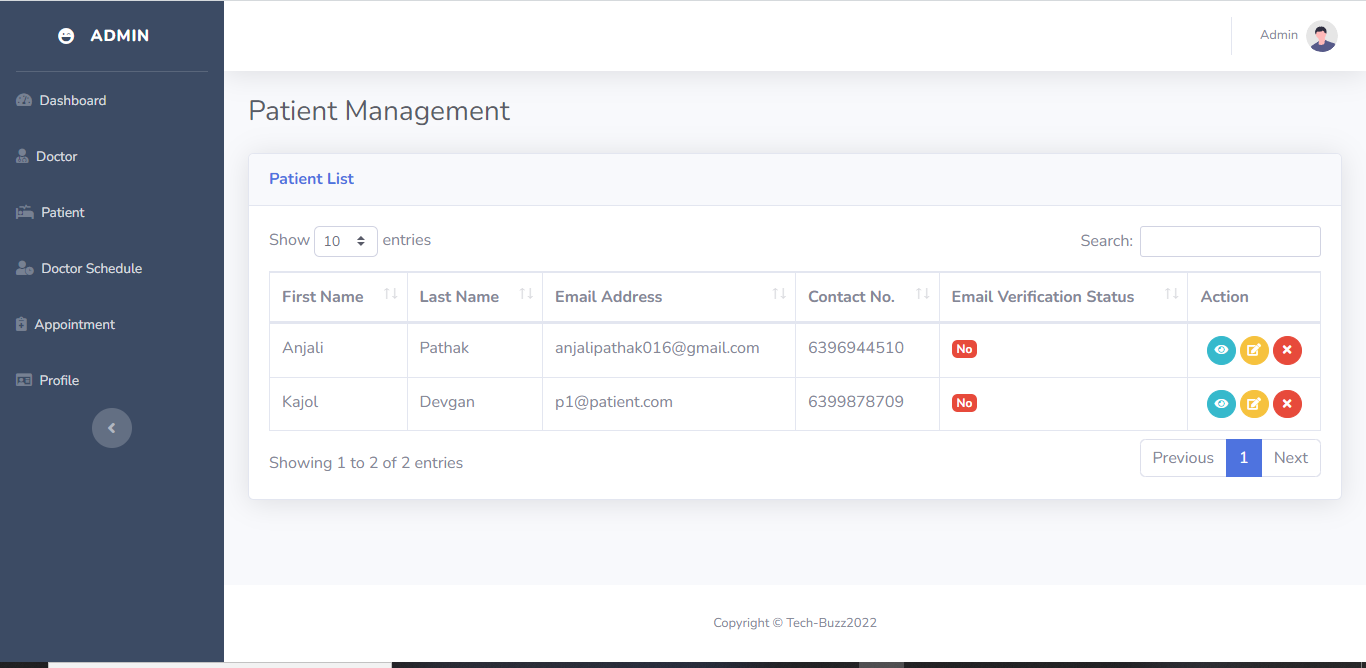 ADMIN
Admin
Dashboard
Doctor
Patient
Doctor Schedule
Appointment
Profile
Patient Management
Patient List
Show 10 entries
Search:
First Name Last Name Email Address Contact No. Email Verification Status Action
Anjali Pathak anjalipathak016@gmail.com 6396944510 No
Kajol Devgan p1@patient.com 6399878709 No
Showing 1 to 2 of 2 entries
Previous 1 Next
Copyright © Tech-Buzz2022